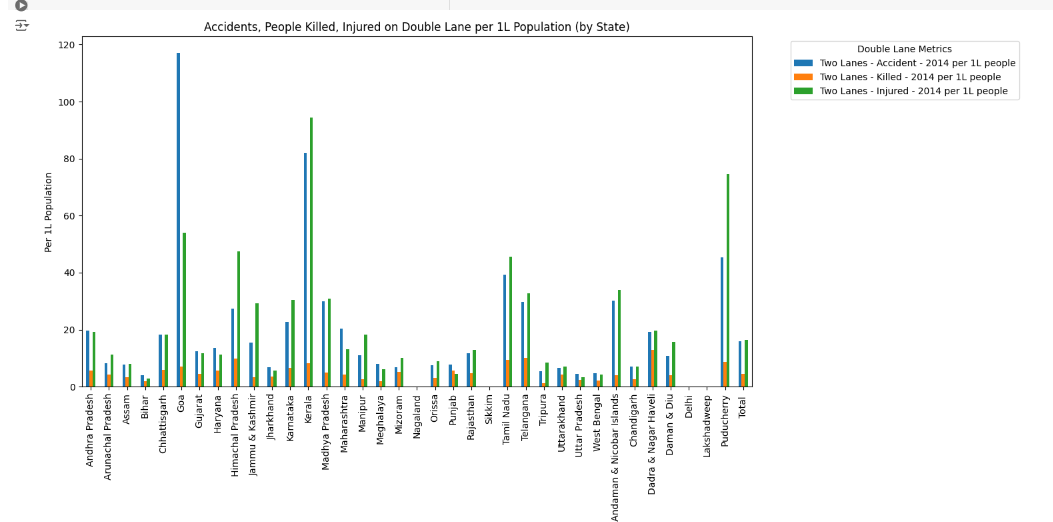 Accidents, People Killed, Injured on Double Lane per 1L Population (by State)
Double Lane Metrics
Two Lanes - Accident - 2014 per 1L people
Two Lanes - Killed - 2014 per 1L people
Two Lanes - Injured - 2014 per 1L people
Per 1L Population
120
100
80
60
40
20
0
Andhra Pradesh
Arunachal Pradesh
Assam
Bihar
Chhattisgarh
Goa
Gujarat
Haryana
Himachal Pradesh
Jammu & Kashmir
Jharkhand
Karnataka
Kerala
Madhya Pradesh
Maharashtra
Manipur
Meghalaya
Mizoram
Nagaland
Orissa
Punjab
Rajasthan
Sikkim
Tamil Nadu
Telangana
Tripura
Uttarakhand
Uttar Pradesh
West Bengal
Andaman & Nicobar Islands
Chandigarh
Dadra & Nagar Haveli
Daman & Diu
Delhi
Lakshadweep
Puducherry
Total